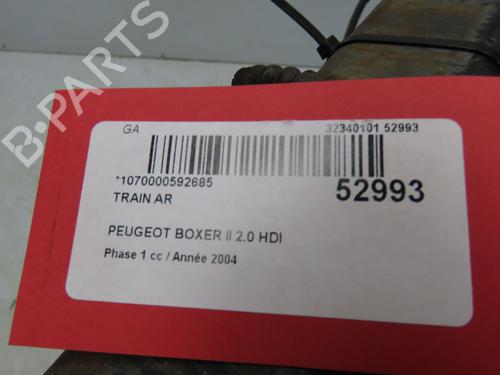 B-PARTS
GA 32340101 52993
*1070000592685 52993
TRAIN AR
PEUGEOT BOXER II 2.0 HDI
Phase 1 cc / Année 2004